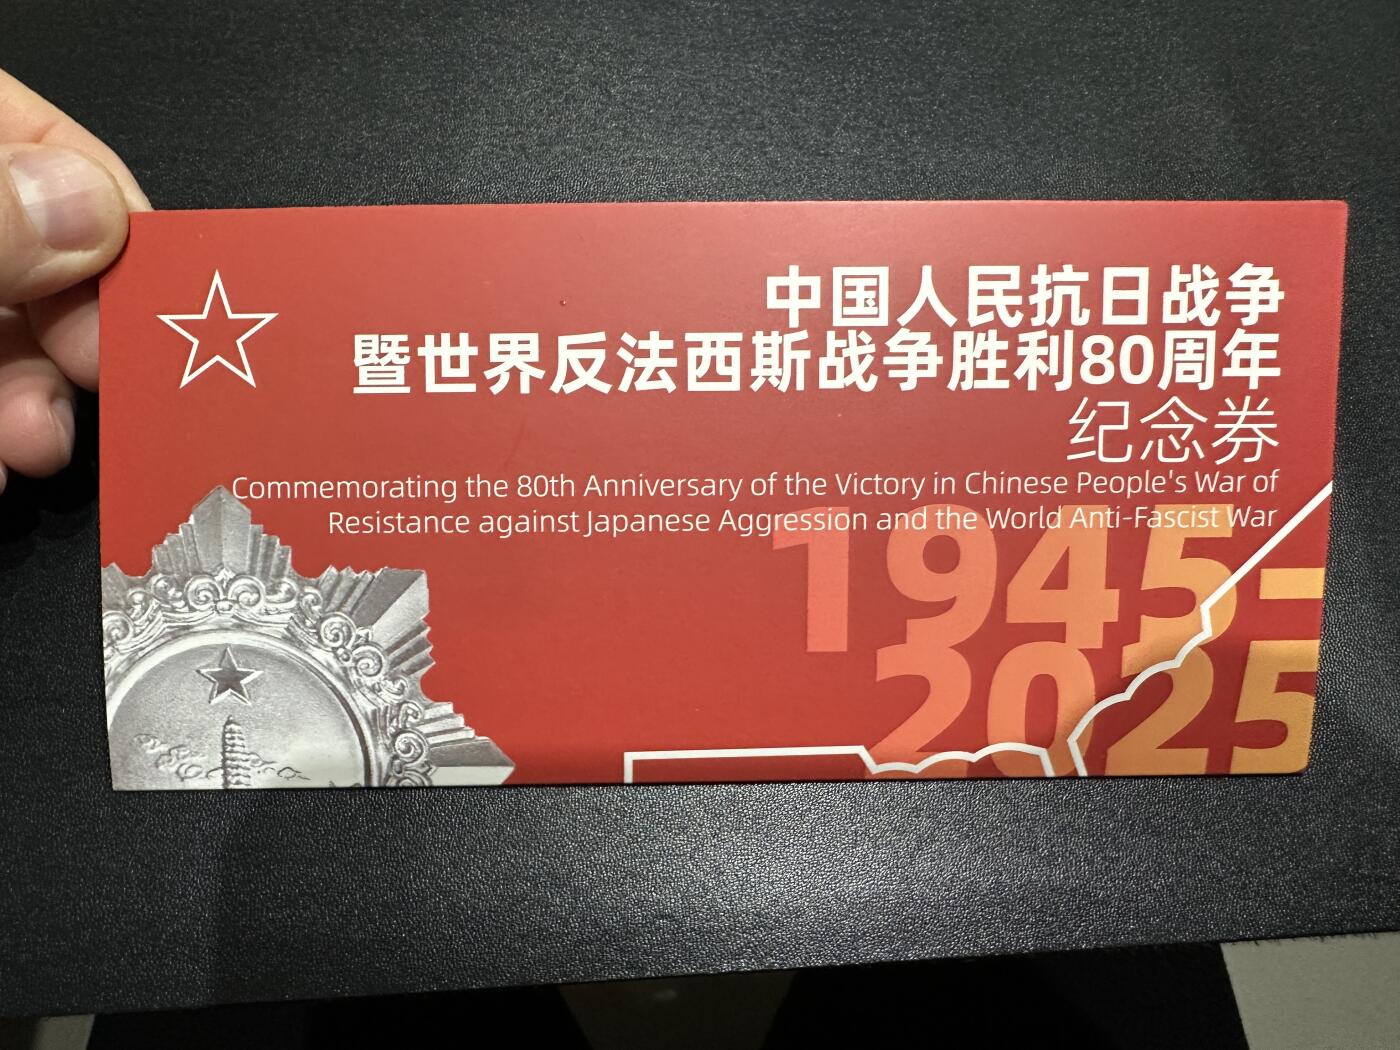 中国人民抗日战争
暨世界反法西斯战争胜利80周年
纪念券
Commemorating the 80th Anniversary of the Victory in Chinese People's War of
Resistance against Japanese Aggression and the World Anti-Fascist War
1945-
2025